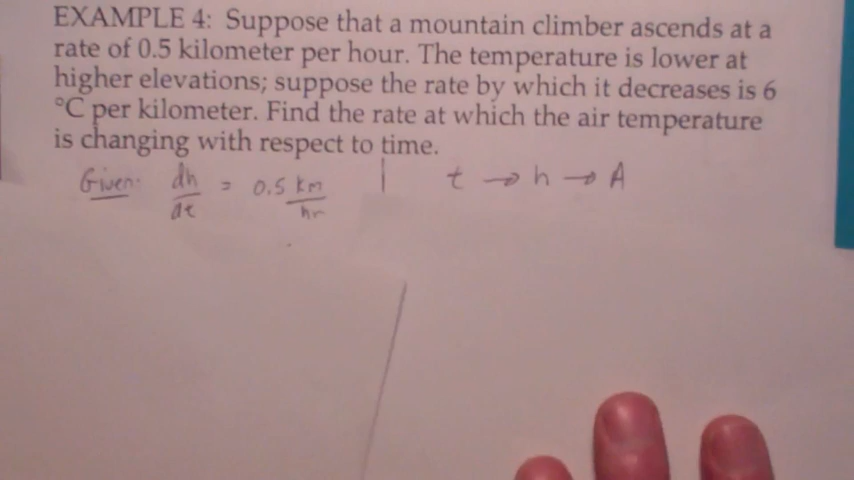 EXAMPLE 4: Suppose that a mountain climber ascends at a
rate of 0.5 kilometer per hour. The temperature is lower at
higher elevations; suppose the rate by which it decreases is 6
°C per kilometer. Find the rate at which the air temperature
is changing with respect to time.
Given: dh/dt = 0.5 km/hr | t → h → A